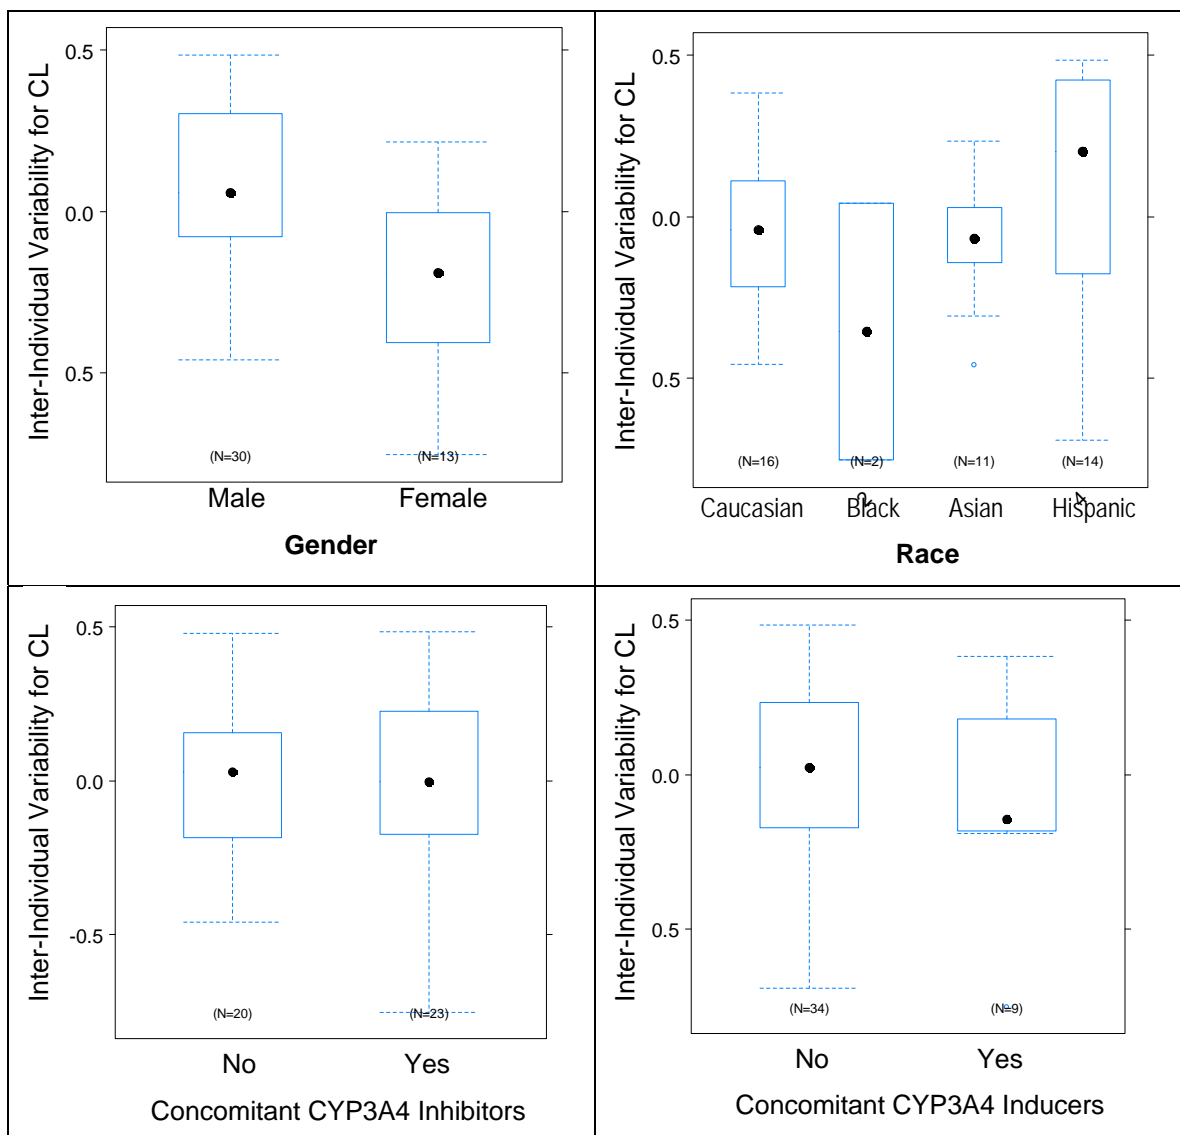 Inter-Individual Variability for CL
0.5
0.0
0.5
(N=30)
(N=13)
Male
Female
Gender
Inter-Individual Variability for CL
0.5
0.0
0.5
(N=16)
(N=2)
(N=11)
(N=14)
2
4
Caucasian
Black
Asian
Hispanic
Race
Inter-Individual Variability for CL
0.5
0.0
-0.5
(N=20)
(N=23)
No
Yes
Concomitant CYP3A4 Inhibitors
Inter-Individual Variability for CL
0.5
0.0
0.5
(N=34)
(N=9)
No
Yes
Concomitant CYP3A4 Inducers